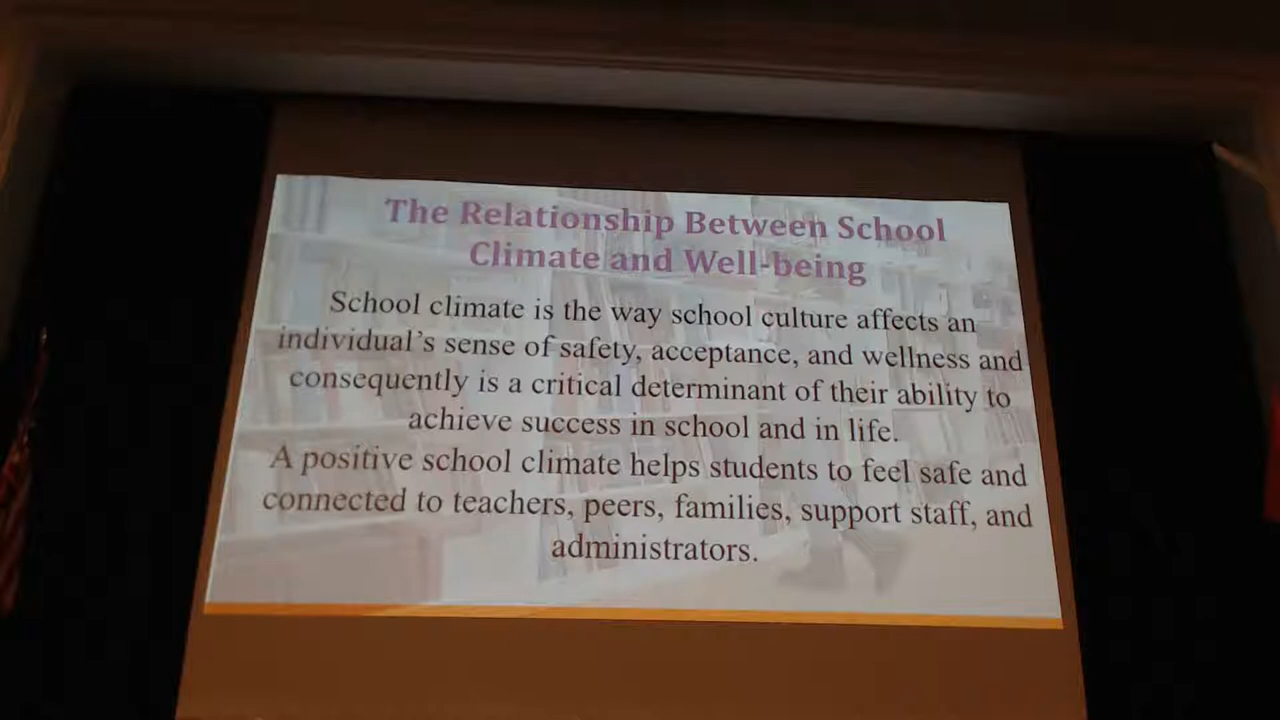 The Relationship Between School
Climate and Well-being
School climate is the way school culture affects an
individual's sense of safety, acceptance, and wellness and
consequently is a critical determinant of their ability to
achieve success in school and in life.
A positive school climate helps students to feel safe and
connected to teachers, peers, families, support staff, and
administrators.